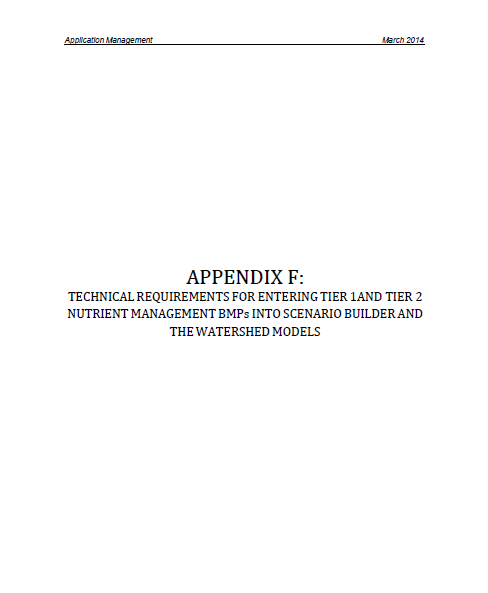 Application Management March 2014
APPENDIX F:
TECHNICAL REQUIREMENTS FOR ENTERING TIER 1AND TIER 2
NUTRIENT MANAGEMENT BMPs INTO SCENARIO BUILDER AND
THE WATERSHED MODELS